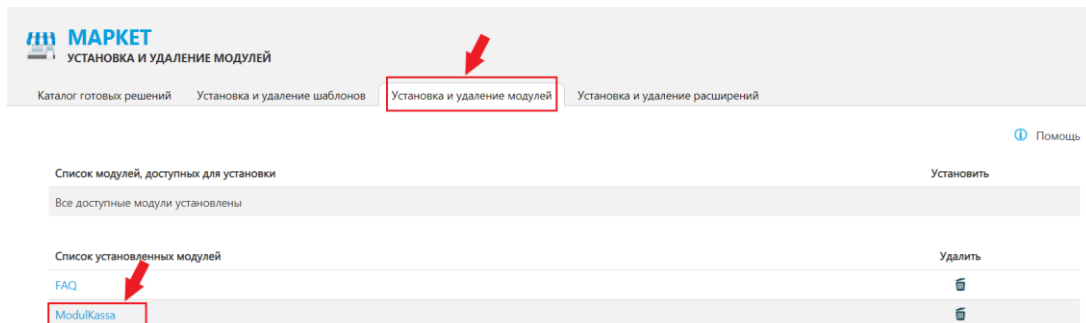 МАРКЕТ
УСТАНОВКА И УДАЛЕНИЕ МОДУЛЕЙ
Каталог готовых решений Установка и удаление шаблонов Установка и удаление модулей Установка и удаление расширений
Помощь
Список модулей, доступных для установки Установить
Все доступные модули установлены
Список установленных модулей Удалить
FAQ
ModulKassa